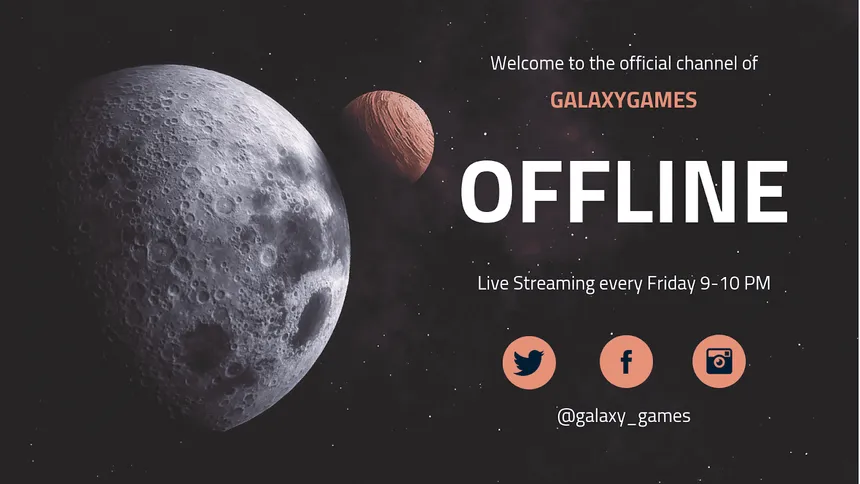 Welcome to the official channel of
GALAXYGAMES
OFFLINE
Live Streaming every Friday 9-10 PM
@galaxy_games